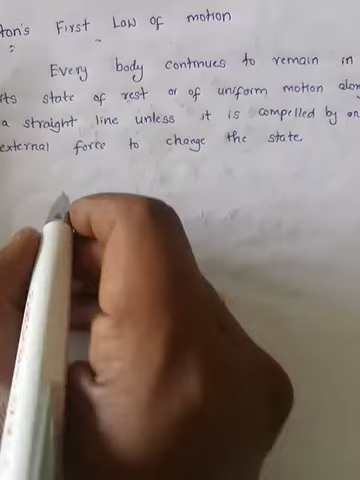 ton's First Law of motion
Every body continues to remain in
its state of rest or of uniform motion alon
a straight line unless it is compelled by an
external force to change the state